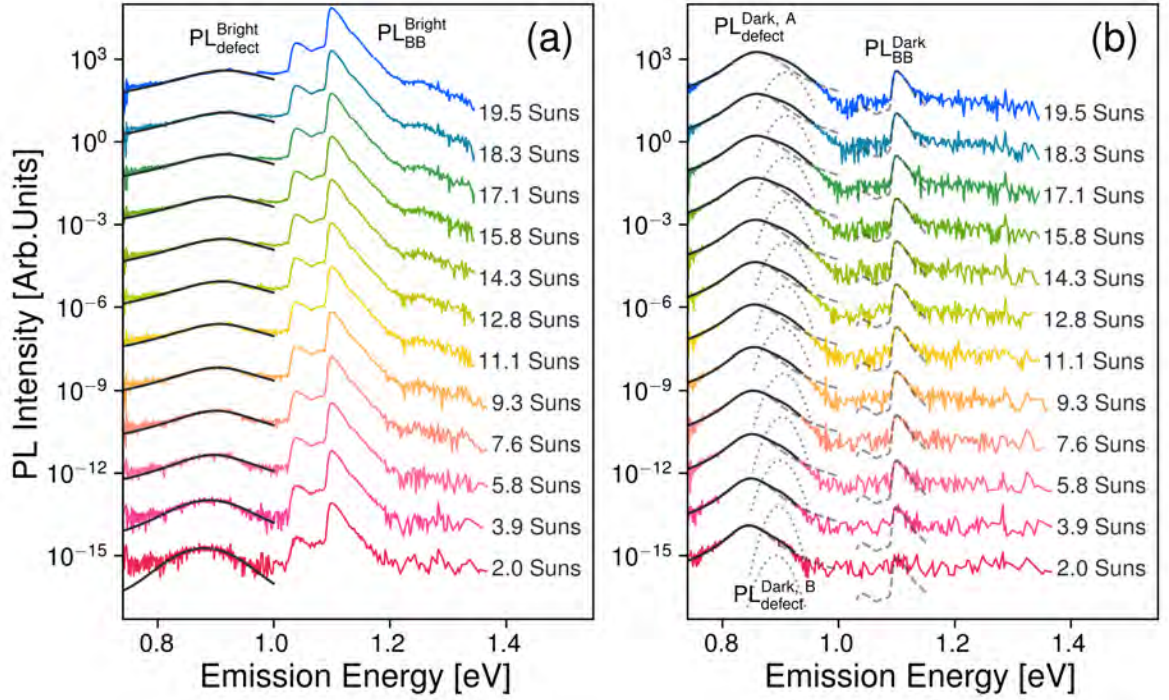 PL Intensity [Arb.Units]
10^3
10^0
10^−3
10^−6
10^−9
10^−12
10^−15
PL^Bright_defect
PL^Bright_BB
(a)
19.5 Suns
18.3 Suns
17.1 Suns
15.8 Suns
14.3 Suns
12.8 Suns
11.1 Suns
9.3 Suns
7.6 Suns
5.8 Suns
3.9 Suns
2.0 Suns
0.8 1.0 1.2 1.4
Emission Energy [eV]
10^3
10^0
10^−3
10^−6
10^−9
10^−12
10^−15
PL^Dark, A_defect
PL^Dark_BB
(b)
19.5 Suns
18.3 Suns
17.1 Suns
15.8 Suns
14.3 Suns
12.8 Suns
11.1 Suns
9.3 Suns
7.6 Suns
5.8 Suns
3.9 Suns
2.0 Suns
PL^Dark, B_defect
0.8 1.0 1.2 1.4
Emission Energy [eV]